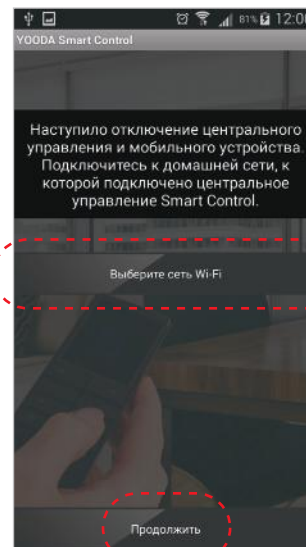 81% 12:00
YOODA Smart Control
Наступило отключение центрального
управления и мобильного устройства.
Подключитесь к домашней сети, к
которой подключено центральное
управление Smart Control.
Выберите сеть Wi-Fi
Продолжить